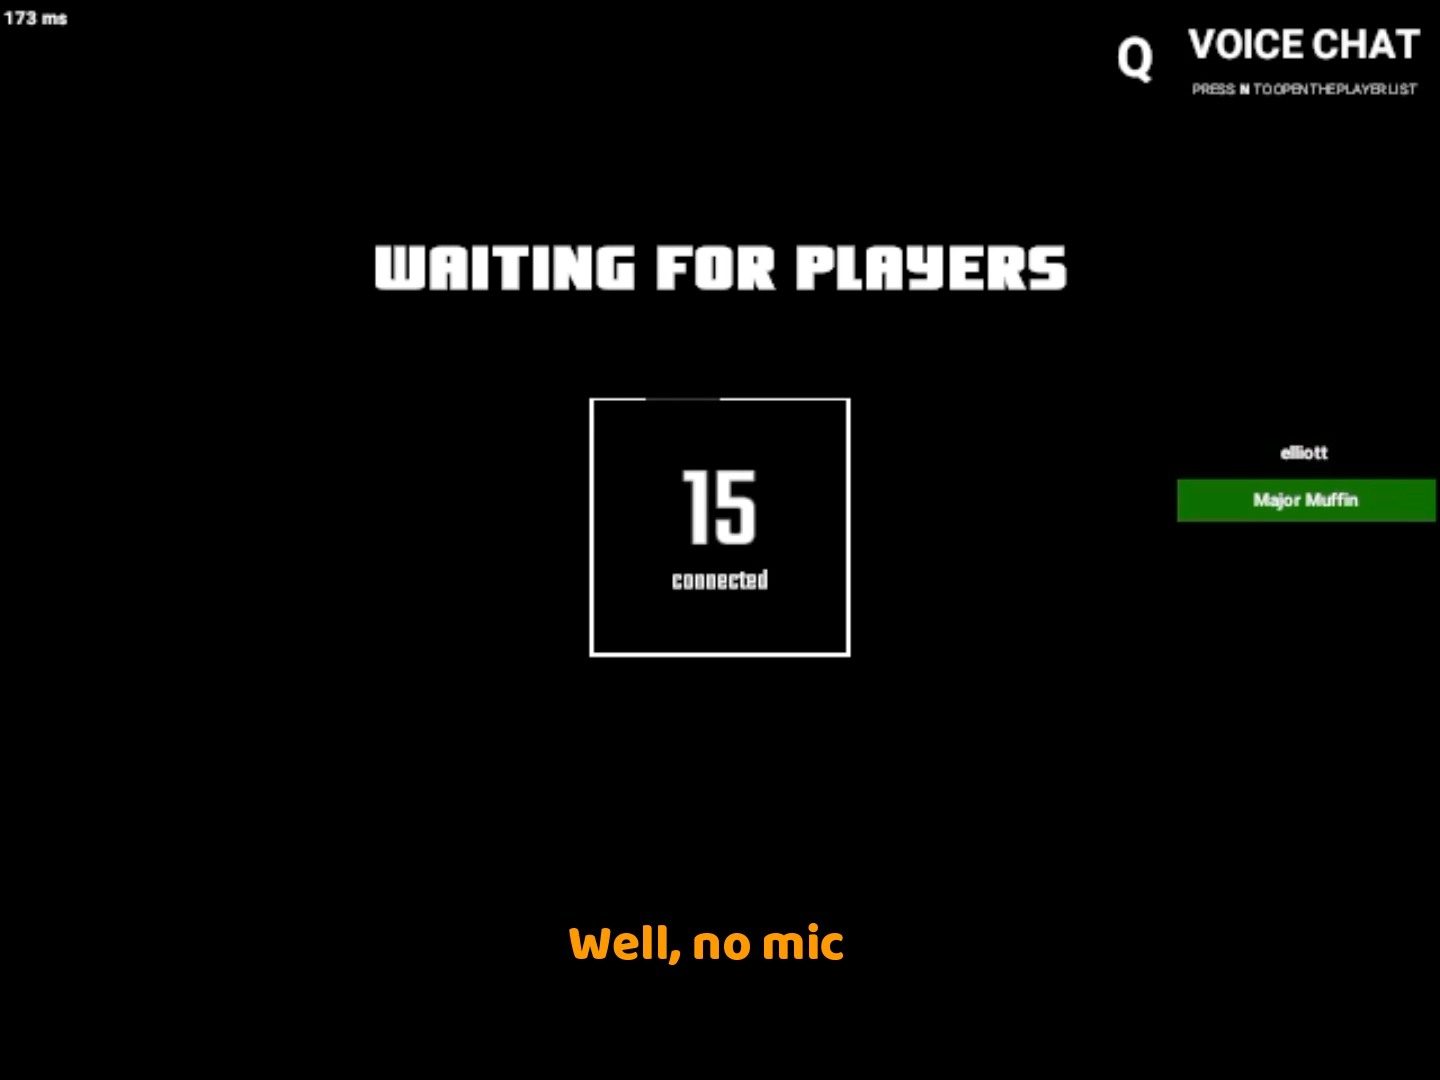 173 ms
Q VOICE CHAT
PRESS N TO OPEN THE PLAYER LIST
WAITING FOR PLAYERS
15
connected
elliott
Major Muffin
Well, no mic